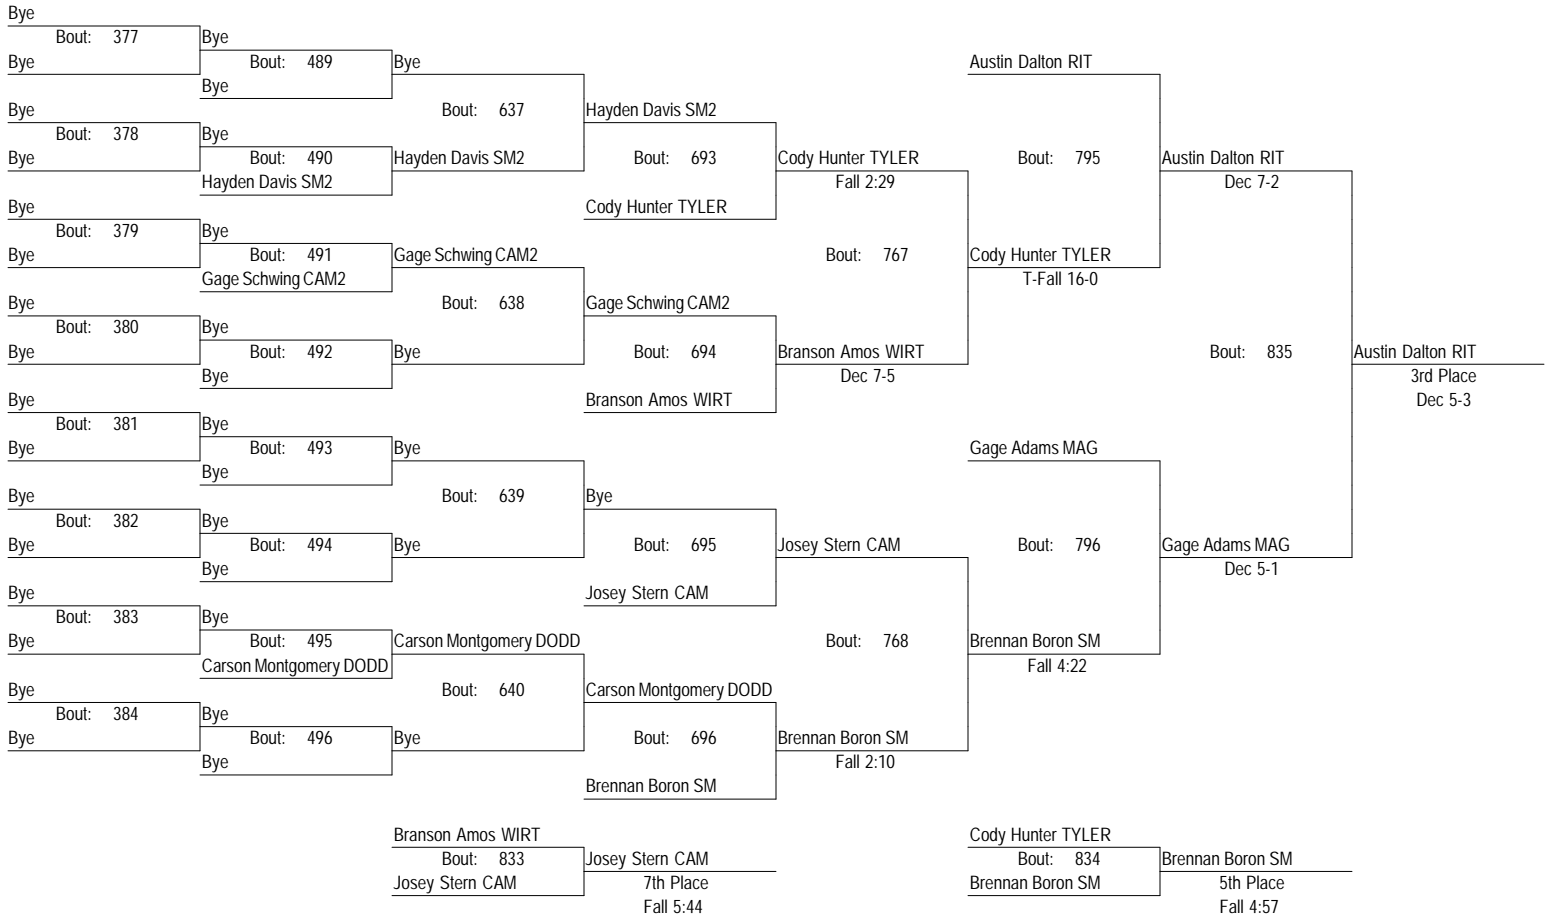 Bye
Bout: 377 Bye
Bye Bout: 489 Bye Austin Dalton RIT
Bye
Bye Bout: 637 Hayden Davis SM2
Bout: 378 Bye
Bye Bout: 490 Hayden Davis SM2 Bout: 693 Cody Hunter TYLER Bout: 795 Austin Dalton RIT
Hayden Davis SM2 Fall 2:29 Dec 7-2
Bye Cody Hunter TYLER
Bout: 379 Bye
Bye Bout: 491 Gage Schwing CAM2 Bout: 767 Cody Hunter TYLER
Gage Schwing CAM2 T-Fall 16-0
Bye Bout: 638 Gage Schwing CAM2
Bout: 380 Bye
Bye Bout: 492 Bye Bout: 694 Branson Amos WIRT Bout: 835 Austin Dalton RIT
Bye Dec 7-5 3rd Place
Bye Branson Amos WIRT Dec 5-3
Bout: 381 Bye
Bye Bout: 493 Bye Gage Adams MAG
Bye
Bye Bout: 639 Bye
Bout: 382 Bye
Bye Bout: 494 Bye Bout: 695 Josey Stern CAM Bout: 796 Gage Adams MAG
Bye Dec 5-1
Bye Josey Stern CAM
Bout: 383 Bye
Bye Bout: 495 Carson Montgomery DODD Bout: 768 Brennan Boron SM
Carson Montgomery DODD Fall 4:22
Bye Bout: 640 Carson Montgomery DODD
Bout: 384 Bye
Bye Bout: 496 Bye Bout: 696 Brennan Boron SM
Bye Fall 2:10
Brennan Boron SM
Branson Amos WIRT Cody Hunter TYLER
Bout: 833 Josey Stern CAM Bout: 834 Brennan Boron SM
Josey Stern CAM 7th Place Brennan Boron SM 5th Place
Fall 5:44 Fall 4:57